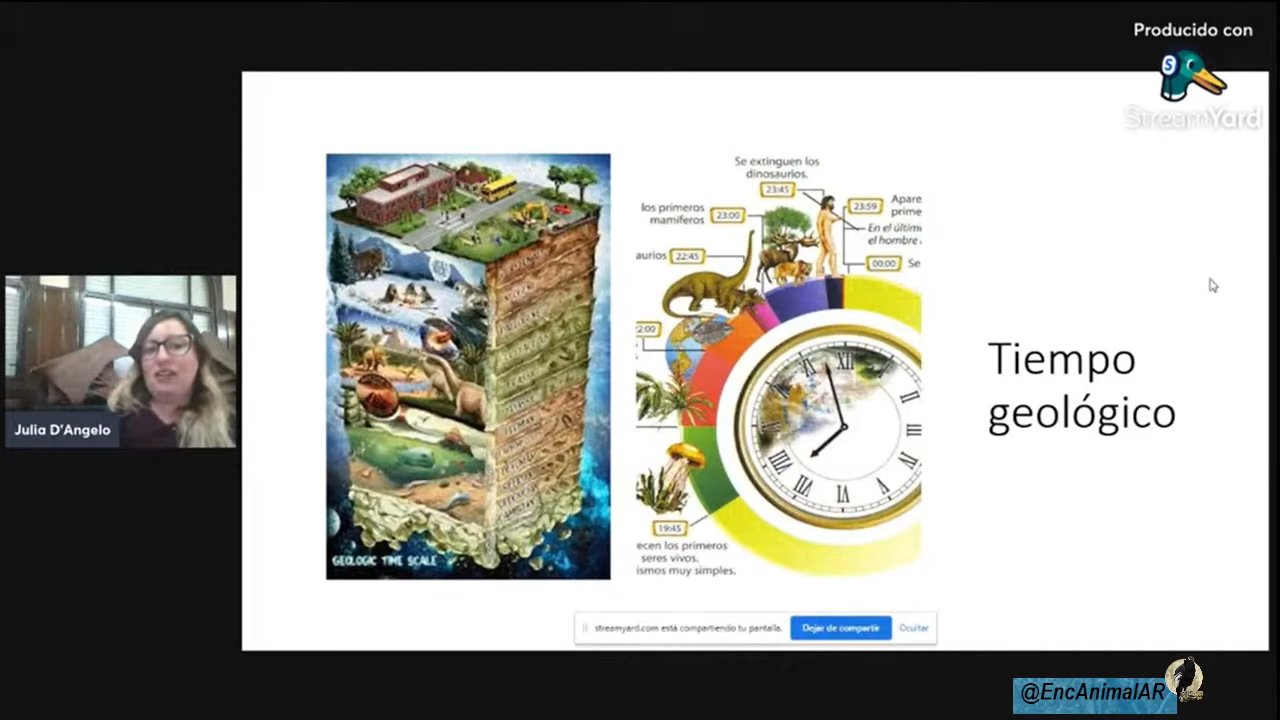 Producido con
StreamYard
Se extinguen los
dinosaurios.
23:45
los primeros
mamíferos
23:00
23:59
Apare
prime
En el últim
el hombre
aurios
22:45
00:00
Se
2:00
Tiempo
geológico
XII
Julia D'Angelo
19:45
ecen los primeros
seres vivos.
ismos muy simples.
GEOLOGIC TIME SCALE
streamyard.com está compartiendo tu pantalla.
Dejar de compartir
Ocultar
@EncAnimalAR